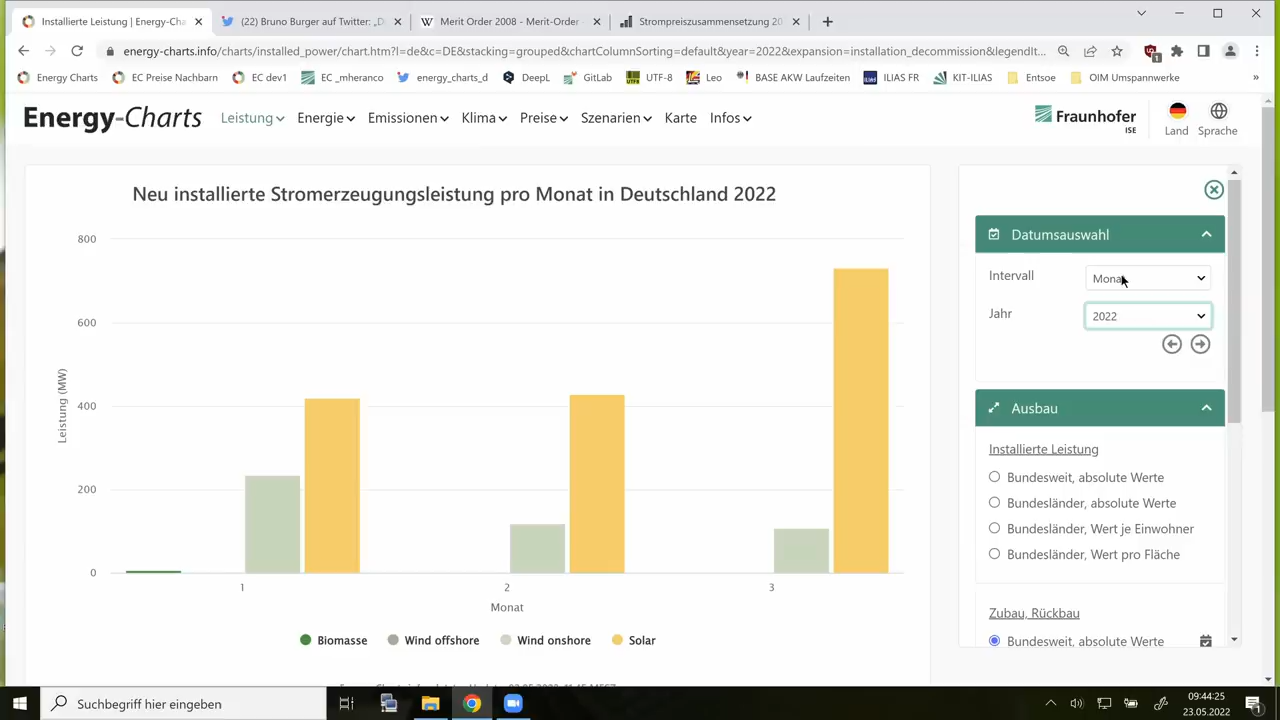 Installierte Leistung | Energy-Cha
(22) Bruno Burger auf Twitter: „D
Merit Order 2008 - Merit-Order -
Strompreiszusammensetzung 20
energy-charts.info/charts/installed_power/chart.htm?l=de&c=DE&stacking=grouped&chartColumnSorting=default&year=2022&expansion=installation_decommission&legendIt...
Energy Charts
EC Preise Nachbarn
EC dev1
EC _mheranco
energy_charts_d
DeepL
GitLab
UTF-8
Leo
BASE AKW Laufzeiten
ILIAS FR
KIT-ILIAS
Entsoe
OIM Umspannwerke
»
Energy-Charts
Leistung
Energie
Emissionen
Klima
Preise
Szenarien
Karte
Infos
Fraunhofer
ISE
Land
Sprache
Neu installierte Stromerzeugungsleistung pro Monat in Deutschland 2022
800
600
400
200
0
Leistung (MW)
1
2
3
Monat
Biomasse
Wind offshore
Wind onshore
Solar
Datumsauswahl
Intervall
Jahr
2022
Ausbau
Installierte Leistung
Bundesweit, absolute Werte
Bundesländer, absolute Werte
Bundesländer, Wert je Einwohner
Bundesländer, Wert pro Fläche
Zubau, Rückbau
Bundesweit, absolute Werte
Suchbegriff hier eingeben
09:44:25
23.05.2022